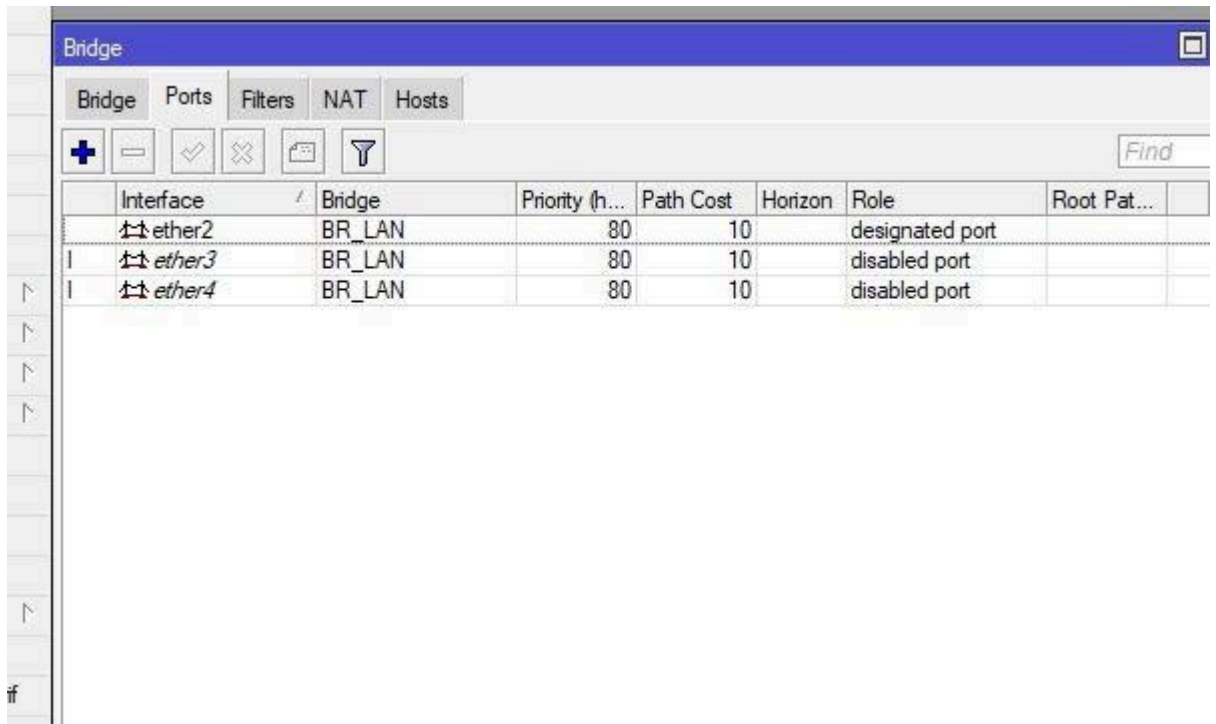 Bridge
Bridge Ports Filters NAT Hosts
Find
Interface / Bridge Priority (h... Path Cost Horizon Role Root Pat...
ether2 BR_LAN 80 10 designated port
I ether3 BR_LAN 80 10 disabled port
I ether4 BR_LAN 80 10 disabled port
if